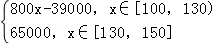 800x-39000, x∈[100, 130)
65000, x∈[130, 150]